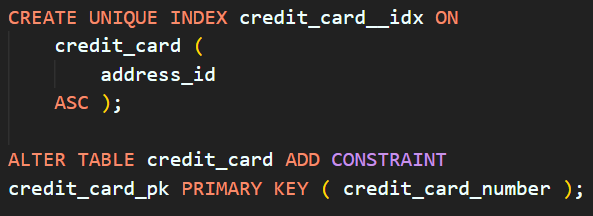 CREATE UNIQUE INDEX credit_card__idx ON
    credit_card (
        address_id
    ASC );

ALTER TABLE credit_card ADD CONSTRAINT
credit_card_pk PRIMARY KEY ( credit_card_number );